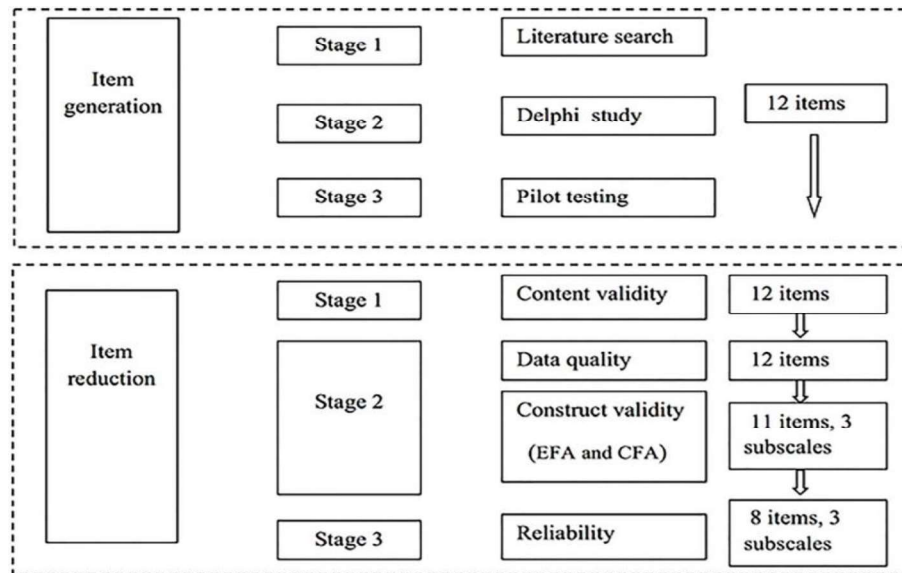 Item
generation
Stage 1
Literature search
Stage 2
Delphi study
12 items
Stage 3
Pilot testing
Item
reduction
Stage 1
Content validity
12 items
Stage 2
Data quality
12 items
Construct validity
(EFA and CFA)
11 items, 3
subscales
Stage 3
Reliability
8 items, 3
subscales